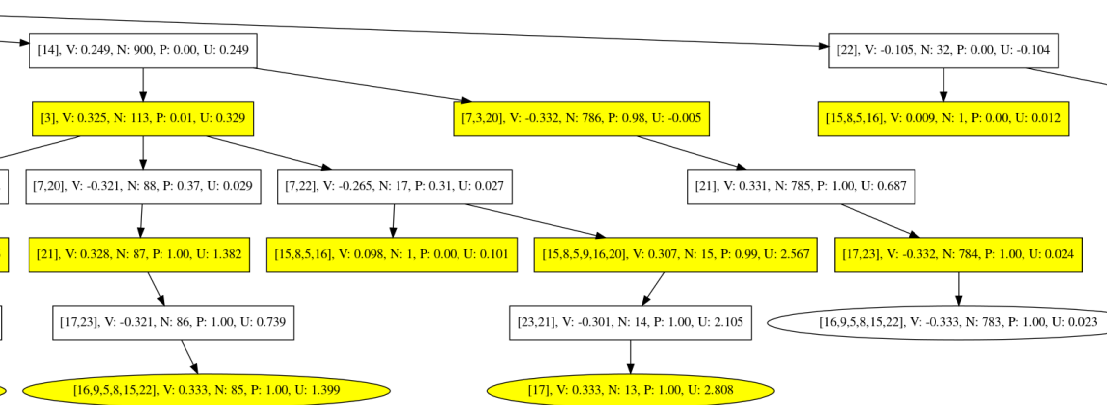 [14], V: 0.249, N: 900, P: 0.00, U: 0.249
[22], V: -0.105, N: 32, P: 0.00, U: -0.104
[3], V: 0.325, N: 113, P: 0.01, U: 0.329
[7,3,20], V: -0.332, N: 786, P: 0.98, U: -0.005
[15,8,5,16], V: 0.009, N: 1, P: 0.00, U: 0.012
[7,20], V: -0.321, N: 88, P: 0.37, U: 0.029
[7,22], V: -0.265, N: 17, P: 0.31, U: 0.027
[21], V: 0.331, N: 785, P: 1.00, U: 0.687
[21], V: 0.328, N: 87, P: 1.00, U: 1.382
[15,8,5,16], V: 0.098, N: 1, P: 0.00, U: 0.101
[15,8,5,9,16,20], V: 0.307, N: 15, P: 0.99, U: 2.567
[17,23], V: -0.332, N: 784, P: 1.00, U: 0.024
[17,23], V: -0.321, N: 86, P: 1.00, U: 0.739
[23,21], V: -0.301, N: 14, P: 1.00, U: 2.105
[16,9,5,8,15,22], V: -0.333, N: 783, P: 1.00, U: 0.023
[16,9,5,8,15,22], V: 0.333, N: 85, P: 1.00, U: 1.399
[17], V: 0.333, N: 13, P: 1.00, U: 2.808